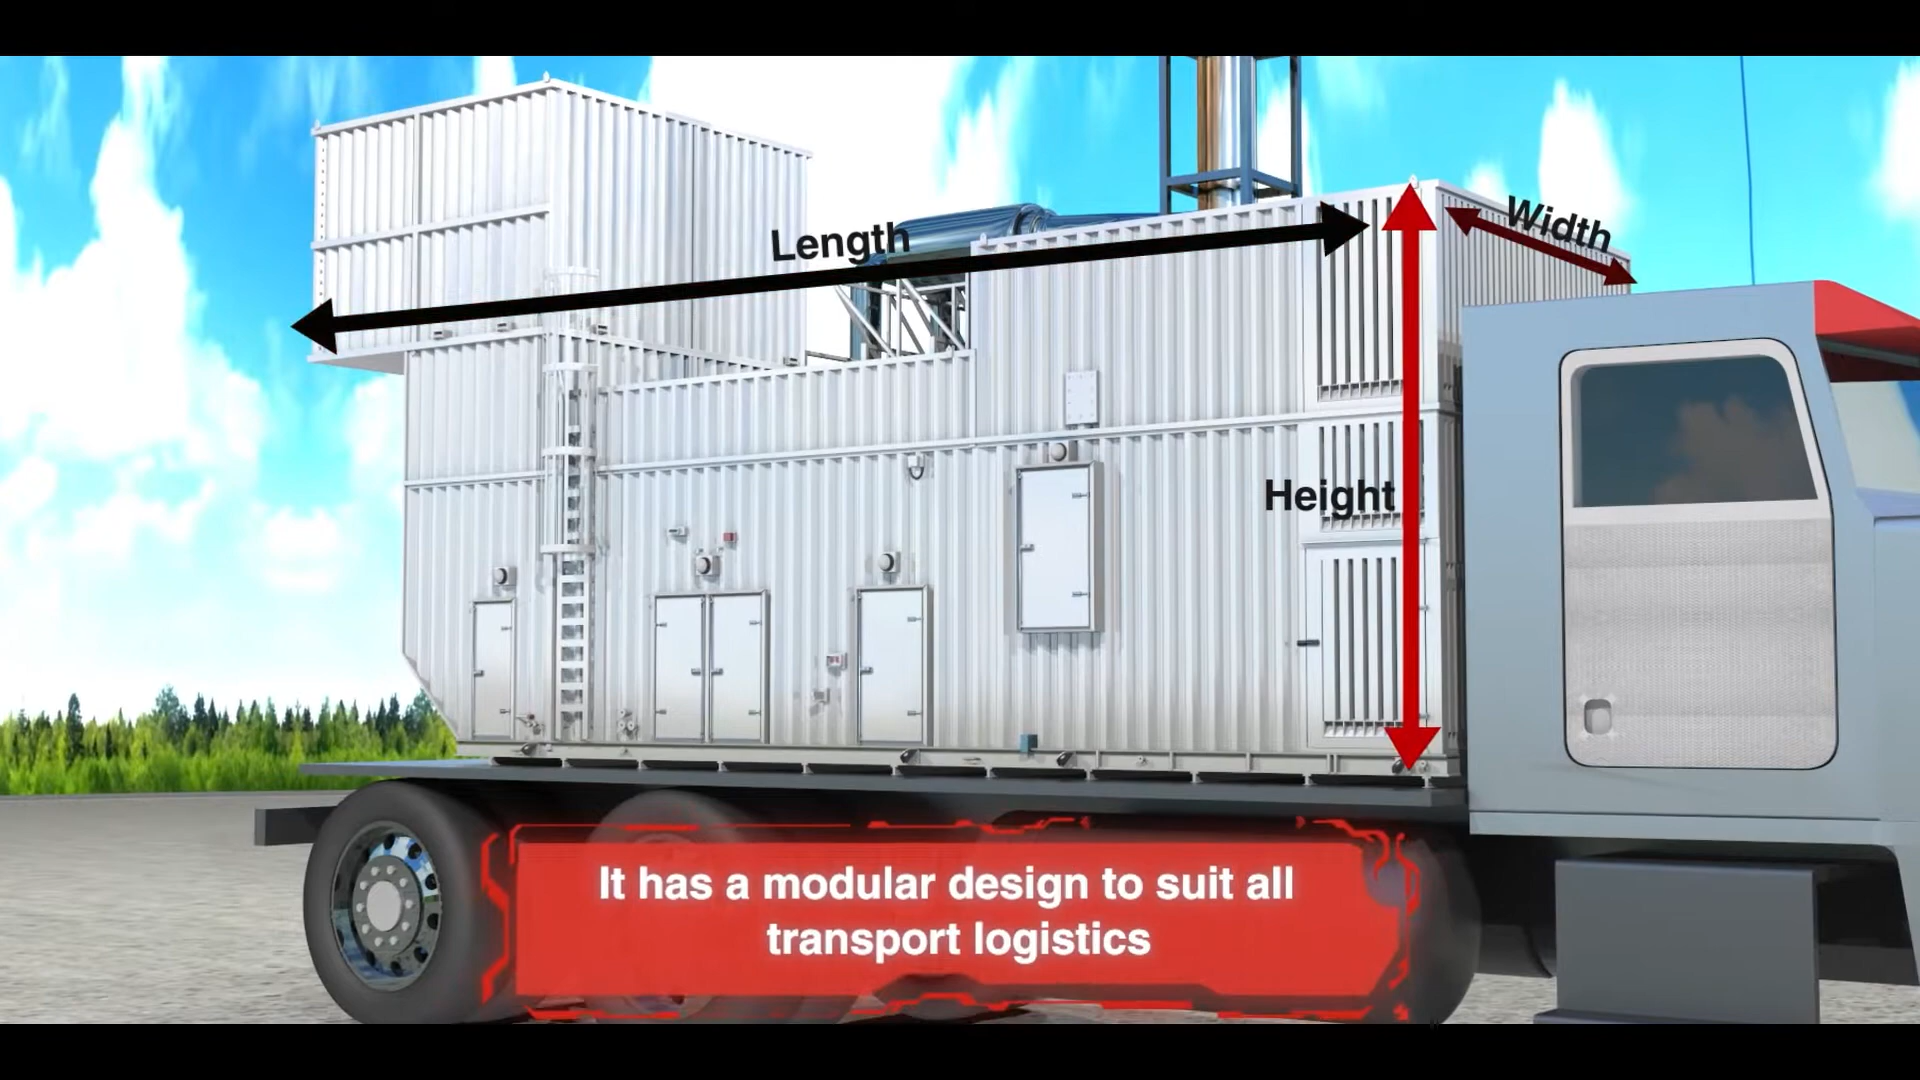 Length
Width
Height
It has a modular design to suit all
transport logistics